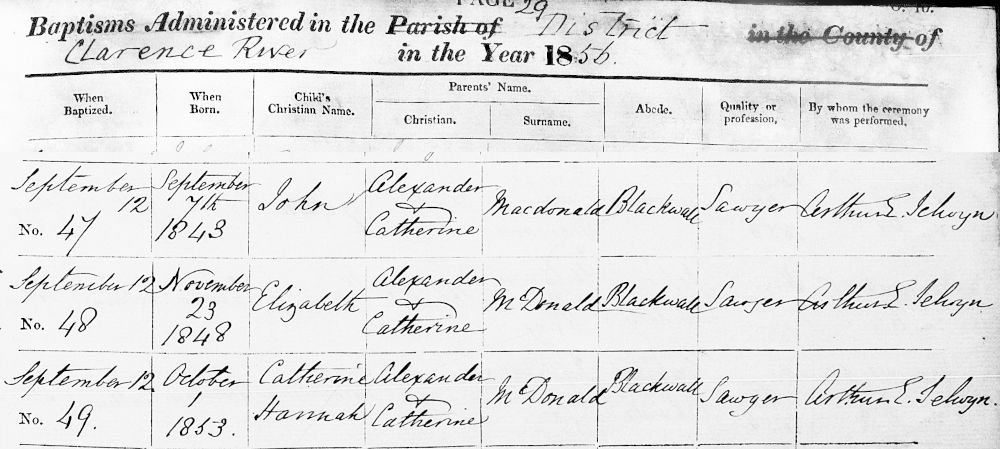 PAGE 29
Baptisms Administered in the Parish of District in the County of
Clarence River in the Year 1856.
When Baptized. When Born. Child's Christian Name. Parents' Name. Christian. Surname. Abode. Quality or profession. By whom the ceremony was performed.
September 12 September 7th 1843 John Alexander & Catherine Macdonald Blackwall Sawyer Arthur E. Selwyn
No. 47
September 12 November 23 1848 Elizabeth Alexander & Catherine McDonald Blackwall Sawyer Arthur E. Selwyn
No. 48
September 12 October 1 1853. Catherine Hannah Alexander & Catherine McDonald Blackwall Sawyer Arthur E. Selwyn.
No. 49.